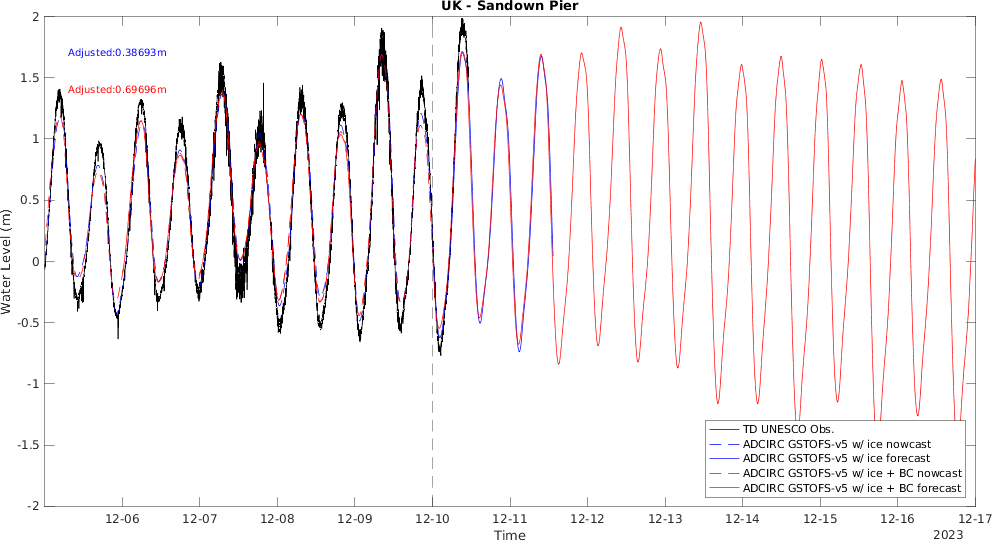 UK - Sandown Pier
Adjusted:0.38693m
Adjusted:0.69696m
Water Level (m)
2
1.5
1
0.5
0
-0.5
-1
-1.5
-2
TD UNESCO Obs.
ADCIRC GSTOFS-v5 w/ ice nowcast
ADCIRC GSTOFS-v5 w/ ice forecast
ADCIRC GSTOFS-v5 w/ ice + BC nowcast
ADCIRC GSTOFS-v5 w/ ice + BC forecast
12-06 12-07 12-08 12-09 12-10 12-11 12-12 12-13 12-14 12-15 12-16 12-17
Time
2023